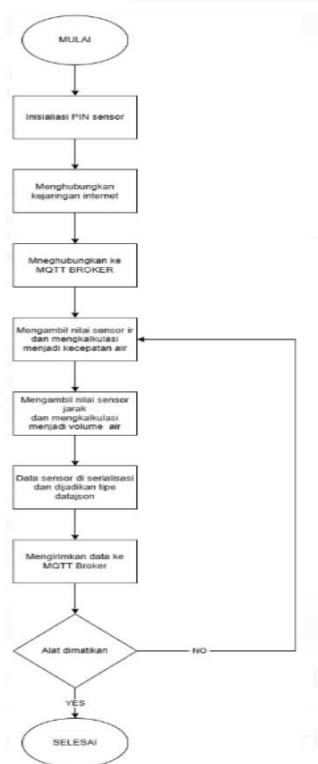 MULAI
Inisialiasi PIN sensor
Menghubungkan
kejaringan internet
Mneghubungkan ke
MQTT BROKER
Mengambil nilai sensor ir
dan mengkalkulasi
menjadi kecepatan air
Mengambil nilai sensor
jarak
dan mengkalkulasi
menjadi volume air
Data sensor di serialisasi
dan dijadikan tipe
datajson
Mengirimkan data ke
MQTT Broker
Alat dimatikan
NO
YES
SELESAI